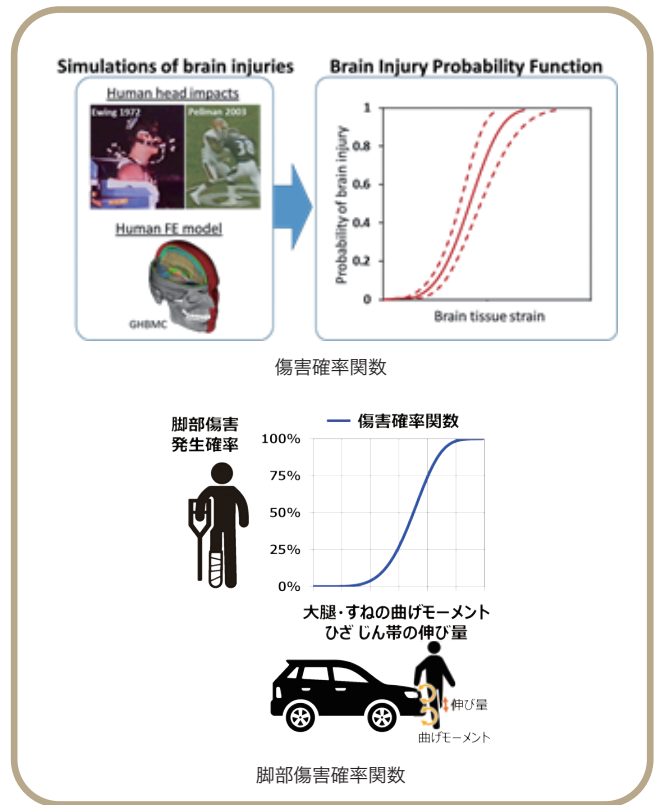 Simulations of brain injuries
Human head impacts
Ewing 1972
Pellman 2003
Human FE model
GHBMC
Brain Injury Probability Function
Probability of brain injury
1
0.8
0.6
0.4
0.2
0
Brain tissue strain
傷害確率関数
脚部傷害
発生確率
傷害確率関数
100%
75%
50%
25%
0%
大腿・すねの曲げモーメント
ひざ じん帯の伸び量
伸び量
曲げモーメント
脚部傷害確率関数